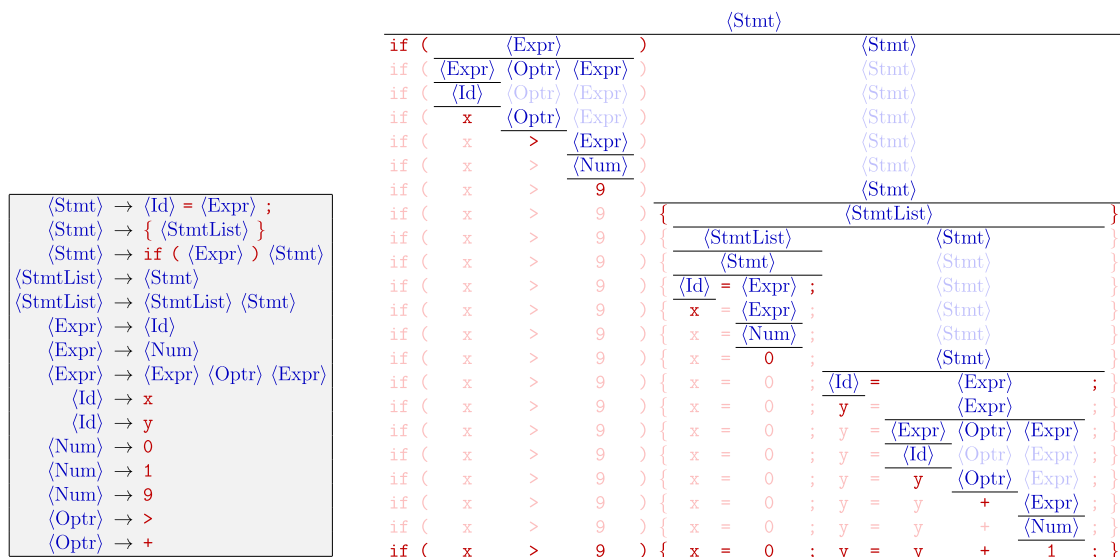 ⟨Stmt⟩ → ⟨Id⟩ = ⟨Expr⟩ ;
⟨Stmt⟩ → { ⟨StmtList⟩ }
⟨Stmt⟩ → if ( ⟨Expr⟩ ) ⟨Stmt⟩
⟨StmtList⟩ → ⟨Stmt⟩
⟨StmtList⟩ → ⟨StmtList⟩ ⟨Stmt⟩
⟨Expr⟩ → ⟨Id⟩
⟨Expr⟩ → ⟨Num⟩
⟨Expr⟩ → ⟨Expr⟩ ⟨Optr⟩ ⟨Expr⟩
⟨Id⟩ → x
⟨Id⟩ → y
⟨Num⟩ → 0
⟨Num⟩ → 1
⟨Num⟩ → 9
⟨Optr⟩ → >
⟨Optr⟩ → +
⟨Stmt⟩
if ( ⟨Expr⟩ ) ⟨Stmt⟩
if ( ⟨Expr⟩ ⟨Optr⟩ ⟨Expr⟩ ) ⟨Stmt⟩
if ( ⟨Id⟩ ⟨Optr⟩ ⟨Expr⟩ ) ⟨Stmt⟩
if ( x ⟨Optr⟩ ⟨Expr⟩ ) ⟨Stmt⟩
if ( x > ⟨Expr⟩ ) ⟨Stmt⟩
if ( x > ⟨Num⟩ ) ⟨Stmt⟩
if ( x > 9 ) ⟨Stmt⟩
if ( x > 9 ) { ⟨StmtList⟩ }
if ( x > 9 ) { ⟨StmtList⟩ ⟨Stmt⟩ }
if ( x > 9 ) { ⟨Stmt⟩ ⟨Stmt⟩ }
if ( x > 9 ) { ⟨Id⟩ = ⟨Expr⟩ ; ⟨Stmt⟩ }
if ( x > 9 ) { x = ⟨Expr⟩ ; ⟨Stmt⟩ }
if ( x > 9 ) { x = ⟨Num⟩ ; ⟨Stmt⟩ }
if ( x > 9 ) { x = 0 ; ⟨Stmt⟩ }
if ( x > 9 ) { x = 0 ; ⟨Id⟩ = ⟨Expr⟩ ; }
if ( x > 9 ) { x = 0 ; y = ⟨Expr⟩ ; }
if ( x > 9 ) { x = 0 ; y = ⟨Expr⟩ ⟨Optr⟩ ⟨Expr⟩ ; }
if ( x > 9 ) { x = 0 ; y = ⟨Id⟩ ⟨Optr⟩ ⟨Expr⟩ ; }
if ( x > 9 ) { x = 0 ; y = y ⟨Optr⟩ ⟨Expr⟩ ; }
if ( x > 9 ) { x = 0 ; y = y + ⟨Expr⟩ ; }
if ( x > 9 ) { x = 0 ; y = y + ⟨Num⟩ ; }
if ( x > 9 ) { x = 0 ; y = y + 1 ; }